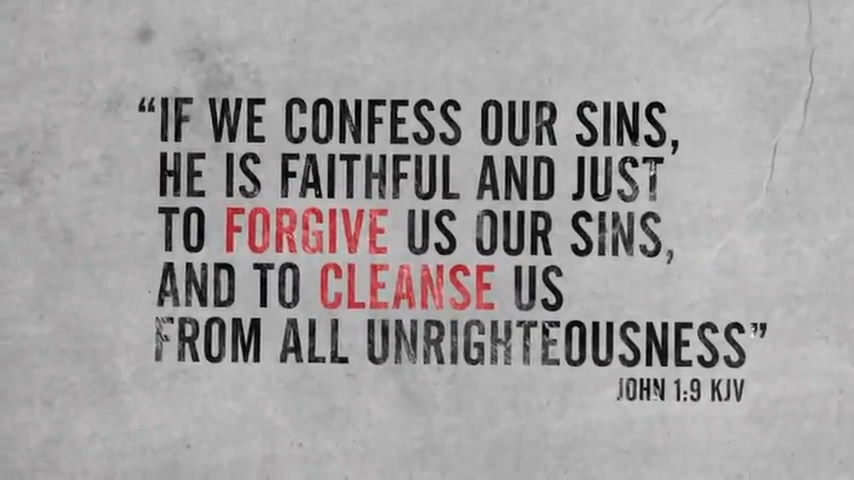 “IF WE CONFESS OUR SINS,
HE IS FAITHFUL AND JUST
TO FORGIVE US OUR SINS,
AND TO CLEANSE US
FROM ALL UNRIGHTEOUSNESS”
JOHN 1:9 KJV